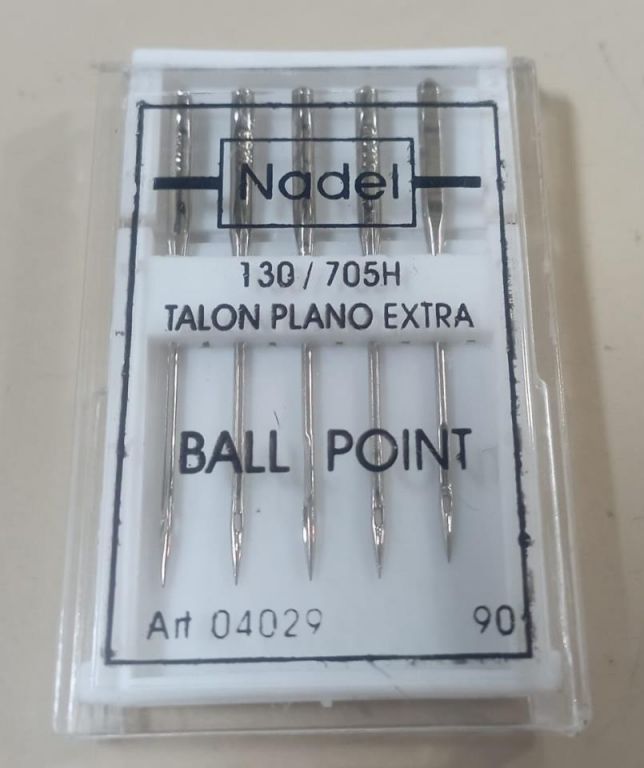 Nadel
130 / 705H
TALON PLANO EXTRA
BALL POINT
Art 04029 90